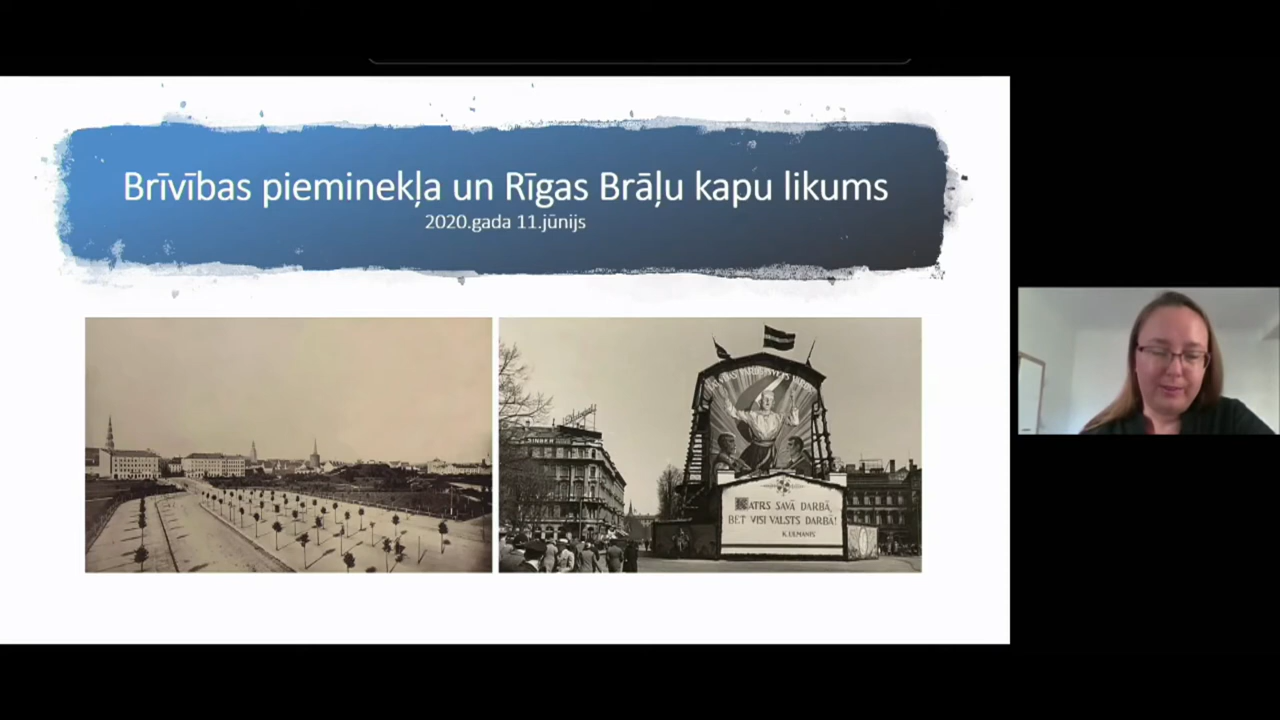 Brīvības pieminekļa un Rīgas Brāļu kapu likums
2020.gada 11.jūnijs
SINGER
KATRS SAVĀ DARBĀ,
BET VISI VALSTS DARBĀ!
K. ULMANIS